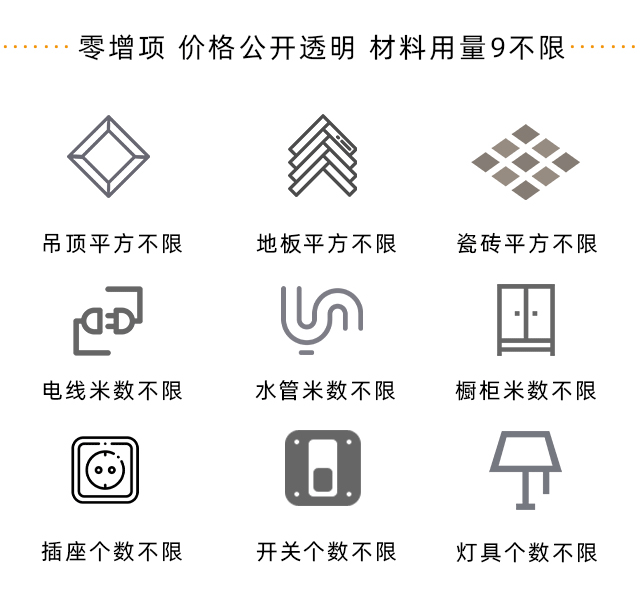 零增项 价格公开透明 材料用量9不限
吊顶平方不限
地板平方不限
瓷砖平方不限
电线米数不限
水管米数不限
橱柜米数不限
插座个数不限
开关个数不限
灯具个数不限